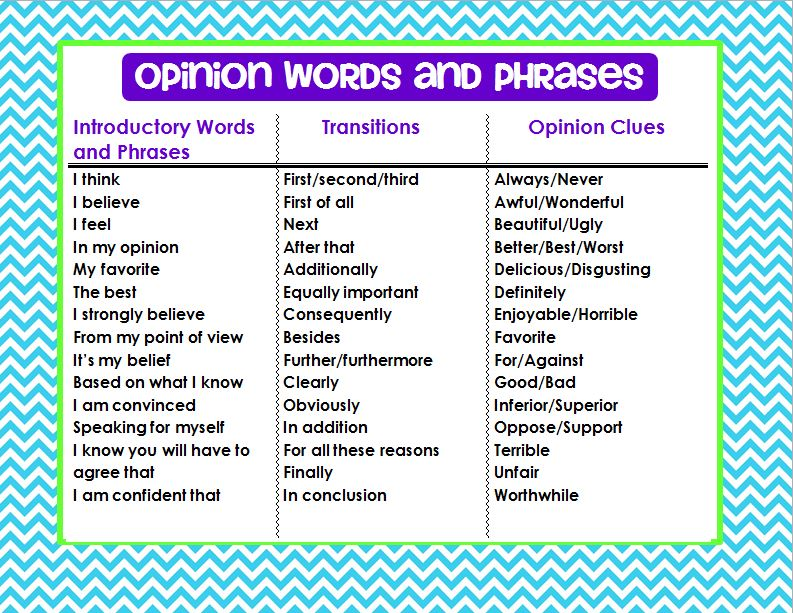 Opinion Words and Phrases
Introductory Words
and Phrases
Transitions
Opinion Clues
I think
I believe
I feel
In my opinion
My favorite
The best
I strongly believe
From my point of view
It’s my belief
Based on what I know
I am convinced
Speaking for myself
I know you will have to
agree that
I am confident that
First/second/third
First of all
Next
After that
Additionally
Equally important
Consequently
Besides
Further/furthermore
Clearly
Obviously
In addition
For all these reasons
Finally
In conclusion
Always/Never
Awful/Wonderful
Beautiful/Ugly
Better/Best/Worst
Delicious/Disgusting
Definitely
Enjoyable/Horrible
Favorite
For/Against
Good/Bad
Inferior/Superior
Oppose/Support
Terrible
Unfair
Worthwhile